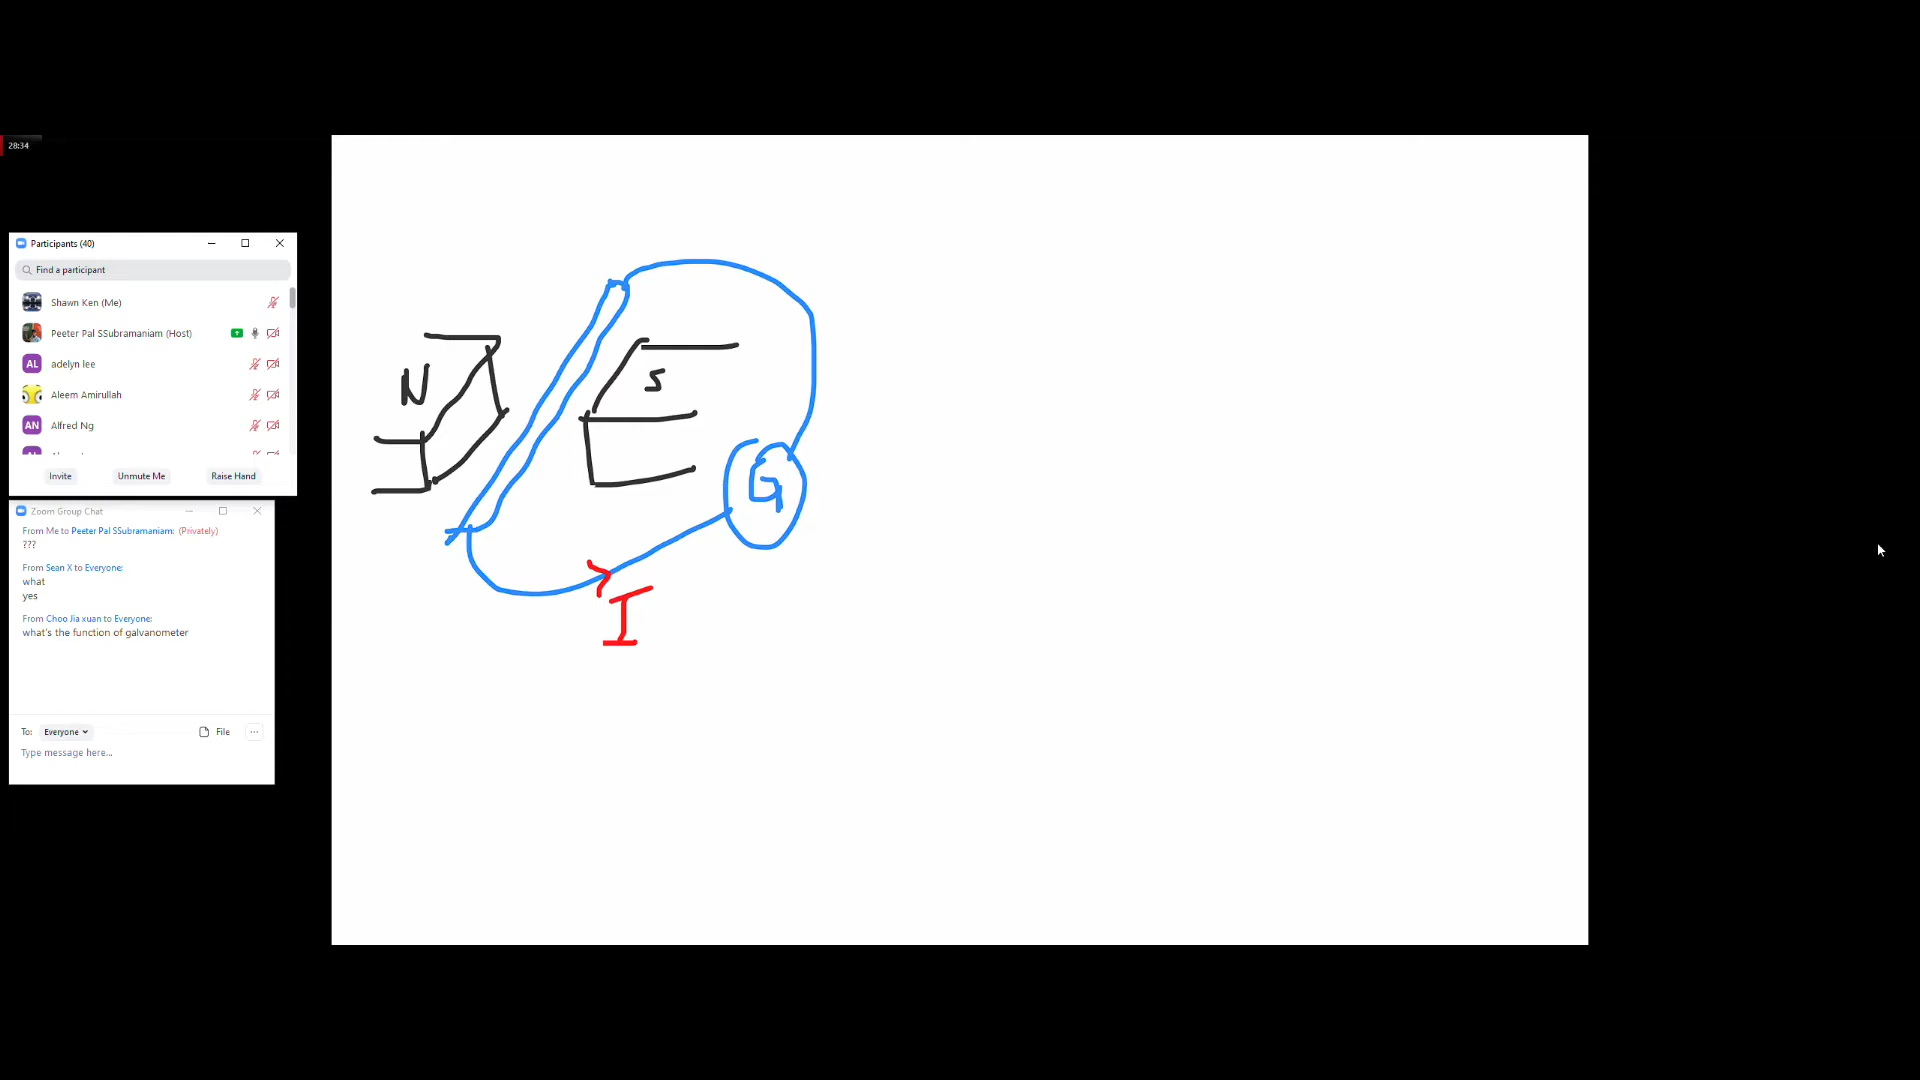 28:34
Participants (40)
Find a participant
Shawn Ken (Me)
Peeter Pal SSubramaniam (Host)
AL adelyn lee
Aleem Amirullah
AN Alfred Ng
Invite Unmute Me Raise Hand
Zoom Group Chat
From Me to Peeter Pal SSubramaniam: (Privately)
???
From Sean X to Everyone:
what
yes
From Choo Jia xuan to Everyone:
what's the function of galvanometer
To: Everyone File ...
Type message here...
N
S
G
I